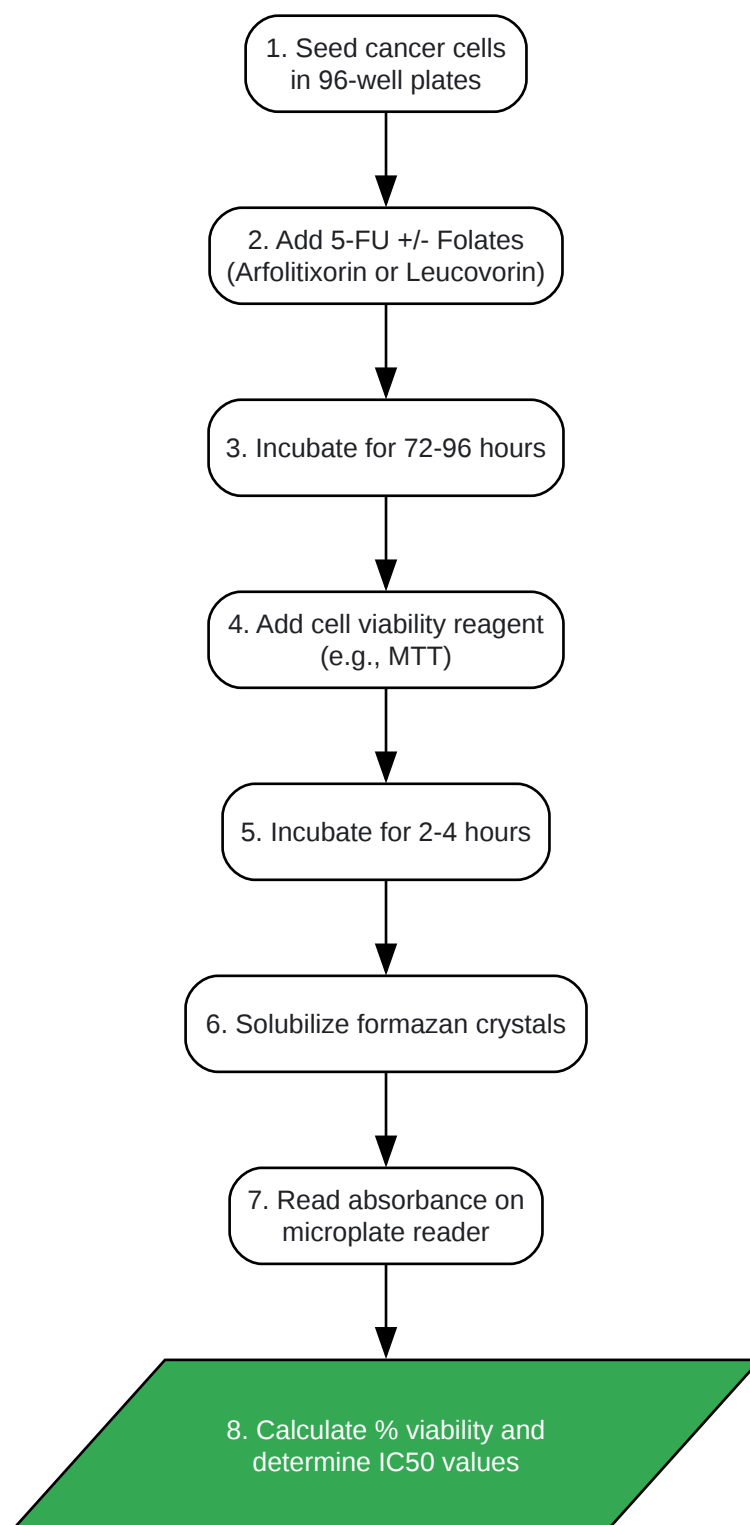 1. Seed cancer cells
in 96-well plates
2. Add 5-FU +/- Folates
(Arfolitixorin or Leucovorin)
3. Incubate for 72-96 hours
4. Add cell viability reagent
(e.g., MTT)
5. Incubate for 2-4 hours
6. Solubilize formazan crystals
7. Read absorbance on
microplate reader
8. Calculate % viability and
determine IC50 values